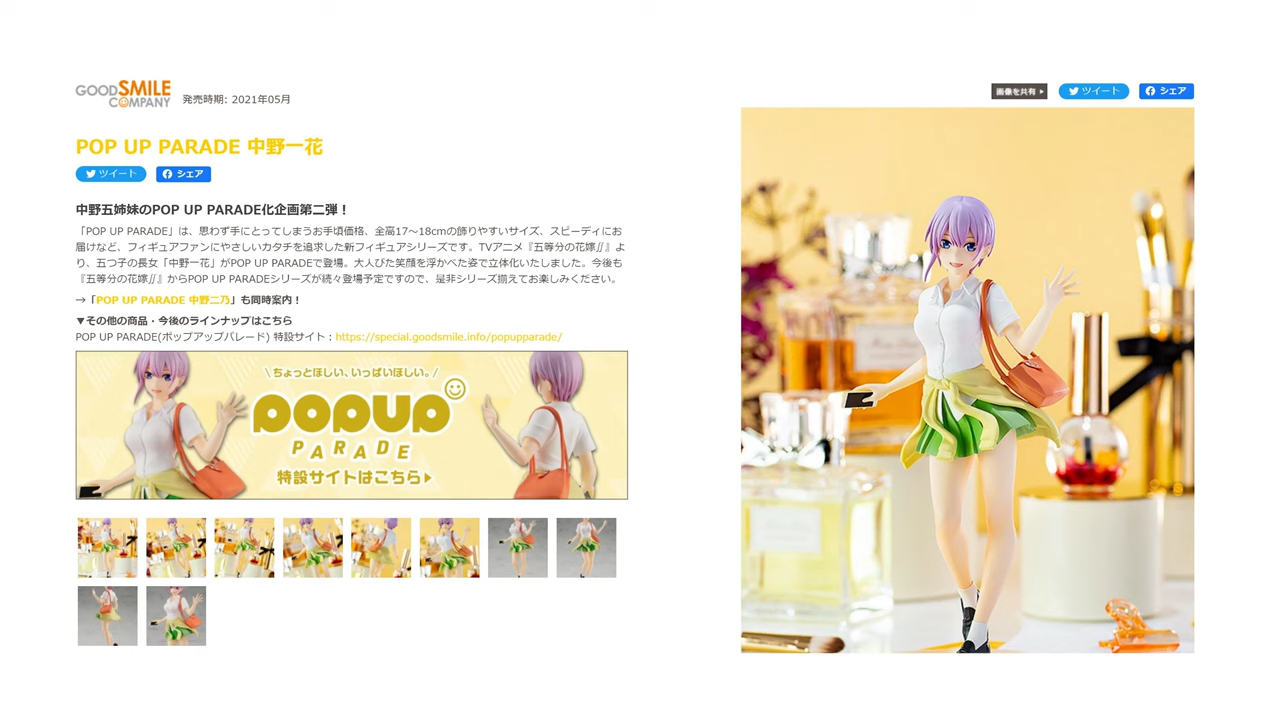 GOODSMILE
COMPANY
発売時期: 2021年05月
POP UP PARADE 中野一花
ツイート
シェア
中野五姉妹のPOP UP PARADE化企画第二弾！
「POP UP PARADE」は、思わず手にとってしまうお手頃価格、全高17～18cmの飾りやすいサイズ、スピーディにお
届けなど、フィギュアファンにやさしいカタチを追求した新フィギュアシリーズです。TVアニメ『五等分の花嫁∬』よ
り、五つ子の長女「中野一花」がPOP UP PARADEで登場。大人びた笑顔を浮かべた姿で立体化いたしました。今後も
『五等分の花嫁∬』からPOP UP PARADEシリーズが続々登場予定ですので、是非シリーズ揃えてお楽しみください。
→「POP UP PARADE 中野二乃」も同時案内！
▼その他の商品・今後のラインナップはこちら
POP UP PARADE(ポップアップパレード) 特設サイト：https://special.goodsmile.info/popupparade/
\ちょっとほしい、いっぱいほしい。/
POPUP
PARADE
特設サイトはこちら▶
画像を共有 ▶
ツイート
シェア